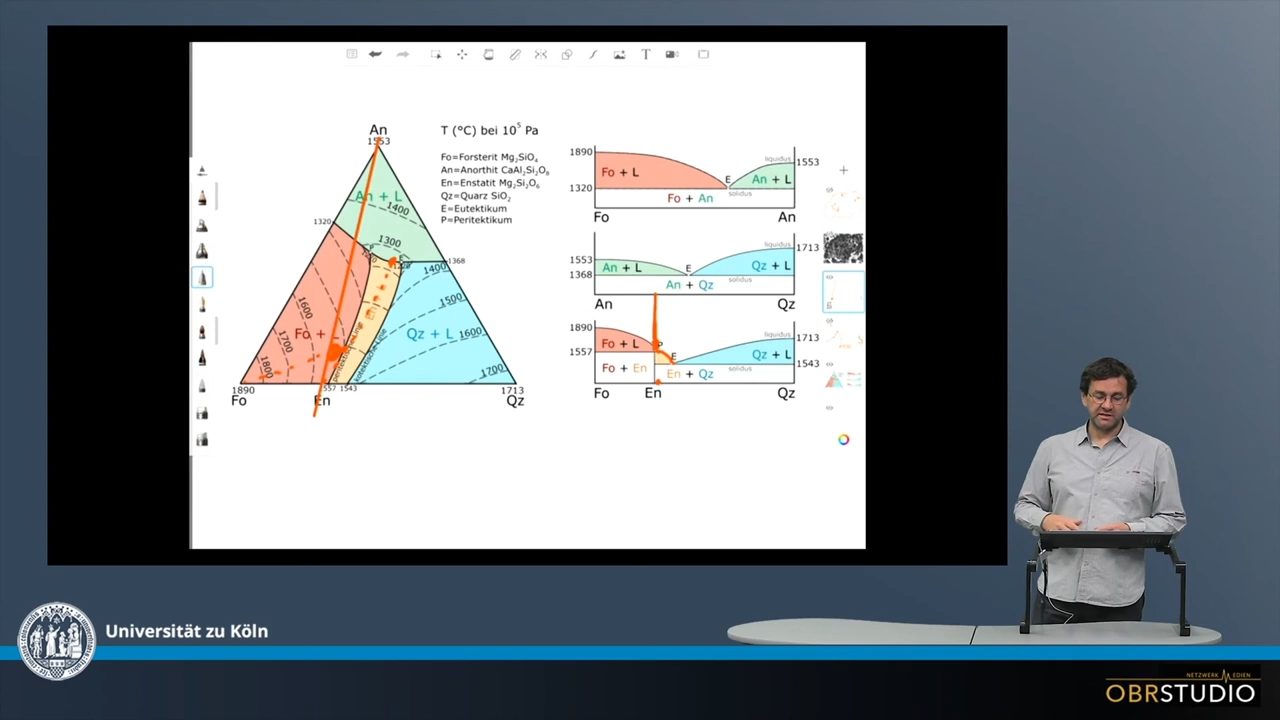 T (°C) bei 10⁵ Pa
Fo=Forsterit Mg₂SiO₄
An=Anorthit CaAl₂Si₂O₈
En=Enstatit Mg₂Si₂O₆
Qz=Quarz SiO₂
E=Eutektikum
P=Peritektikum
An
1553
An + L
1400
1320
1300
P
E
1368
1400
1500
1600
Fo +
Qz + L
1600
1700
1800
1700
1890
1557
1543
1713
Fo
En
Qz
1890
Fo + L
liquidus
1553
E
An + L
1320
solidus
Fo + An
Fo
An
liquidus
1713
1553
An + L
E
Qz + L
1368
solidus
An + Qz
An
Qz
1890
liquidus
1713
Fo + L
P
1557
E
Qz + L
1543
Fo + En
En + Qz
solidus
Fo
En
Qz
T
Universität zu Köln
NETZWERK MEDIEN
OBRSTUDIO